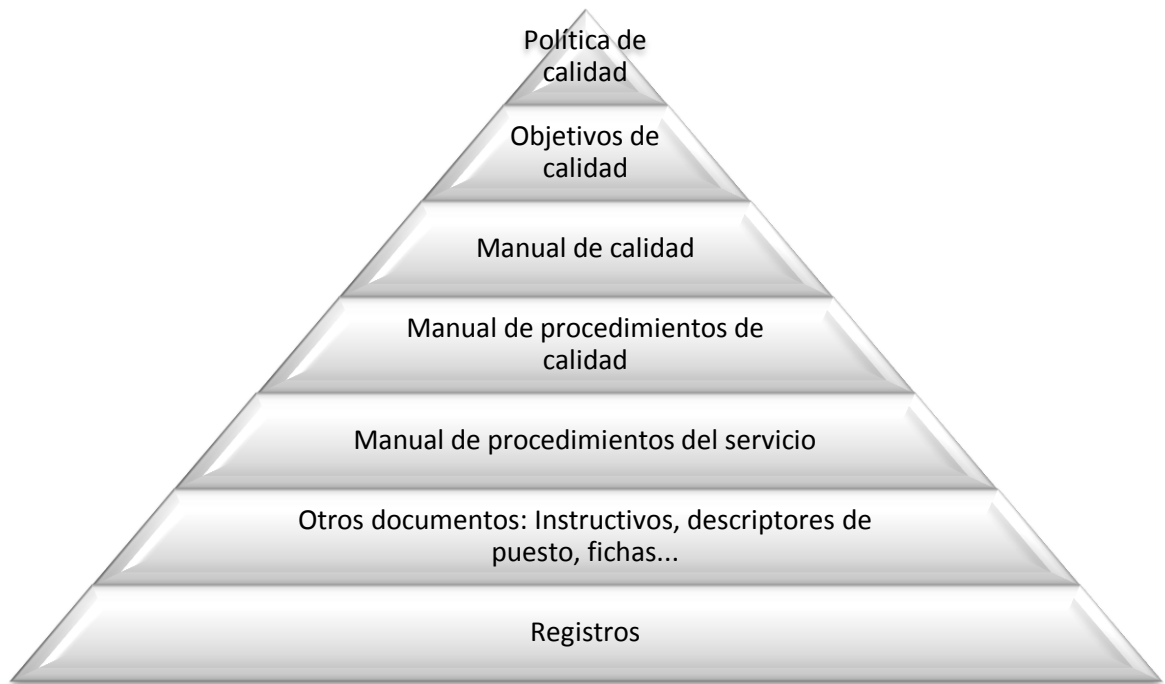 Política de
calidad
Objetivos de
calidad
Manual de calidad
Manual de procedimientos de
calidad
Manual de procedimientos del servicio
Otros documentos: Instructivos, descriptores de
puesto, fichas...
Registros